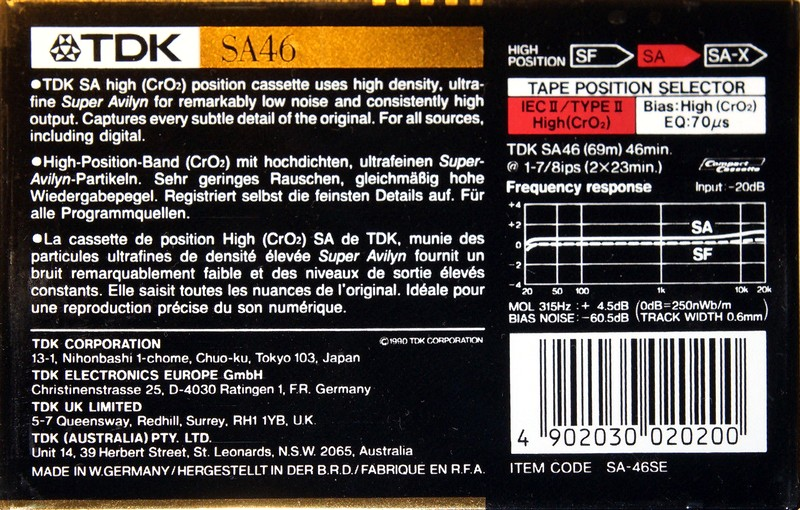 TDK SA46
●TDK SA high (CrO₂) position cassette uses high density, ultra-
fine Super Avilyn for remarkably low noise and consistently high
output. Captures every subtle detail of the original. For all sources,
including digital.
●High-Position-Band (CrO₂) mit hochdichten, ultrafeinen Super-
Avilyn-Partikeln. Sehr geringes Rauschen, gleichmäßig hohe
Wiedergabepegel. Registriert selbst die feinsten Details auf. Für
alle Programmquellen.
●La cassette de position High (CrO₂) SA de TDK, munie des
particules ultrafines de densité élevée Super Avilyn fournit un
bruit remarquablement faible et des niveaux de sortie élevés
constants. Elle saisit toutes les nuances de l'original. Idéale pour
une reproduction précise du son numérique.
TDK CORPORATION ©1990 TDK CORPORATION
13-1, Nihonbashi 1-chome, Chuo-ku, Tokyo 103, Japan
TDK ELECTRONICS EUROPE GmbH
Christinenstrasse 25, D-4030 Ratingen 1, F.R. Germany
TDK UK LIMITED
5-7 Queensway, Redhill, Surrey, RH1 1YB, U.K.
TDK (AUSTRALIA) PTY. LTD.
Unit 14, 39 Herbert Street, St. Leonards, N.S.W. 2065, Australia
MADE IN W.GERMANY/HERGESTELLT IN DER B.R.D./FABRIQUÉ EN R.F.A.
HIGH
POSITION SF SA SA-X
TAPE POSITION SELECTOR
IEC II/TYPE II
High(CrO₂)
Bias:High (CrO₂)
EQ:70μs
TDK SA46 (69m) 46min.
@ 1-7/8ips (2×23min.)
Compact
Cassette
Frequency response Input:-20dB
+4
+2
0
-2
-4
SA
SF
20 50 100 1k 10k 20k
MOL 315Hz : + 4.5dB (0dB=250nWb/m
BIAS NOISE : -60.5dB (TRACK WIDTH 0.6mm)
4 902030 020200
ITEM CODE SA-46SE